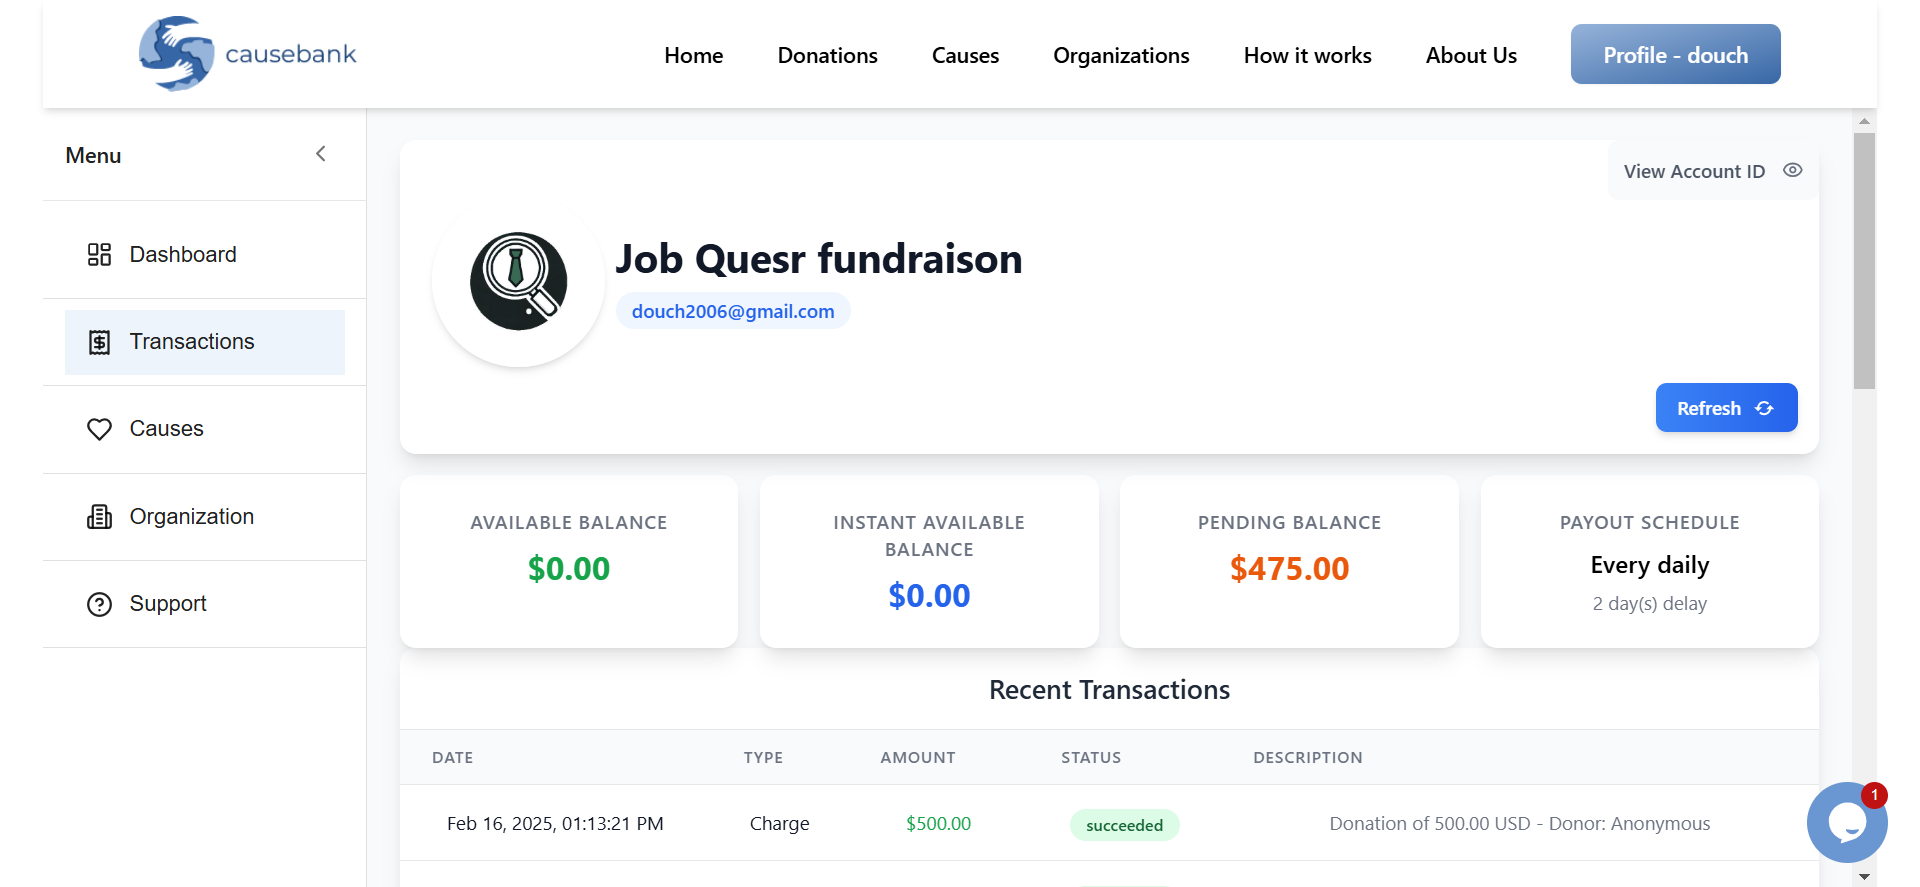 causebank
Home
Donations
Causes
Organizations
How it works
About Us
Profile - douch
Menu
Dashboard
Transactions
Causes
Organization
Support
View Account ID
Job Quesr fundraison
douch2006@gmail.com
Refresh
AVAILABLE BALANCE
$0.00
INSTANT AVAILABLE
BALANCE
$0.00
PENDING BALANCE
$475.00
PAYOUT SCHEDULE
Every daily
2 day(s) delay
Recent Transactions
DATE TYPE AMOUNT STATUS DESCRIPTION
Feb 16, 2025, 01:13:21 PM Charge $500.00 succeeded Donation of 500.00 USD - Donor: Anonymous
1